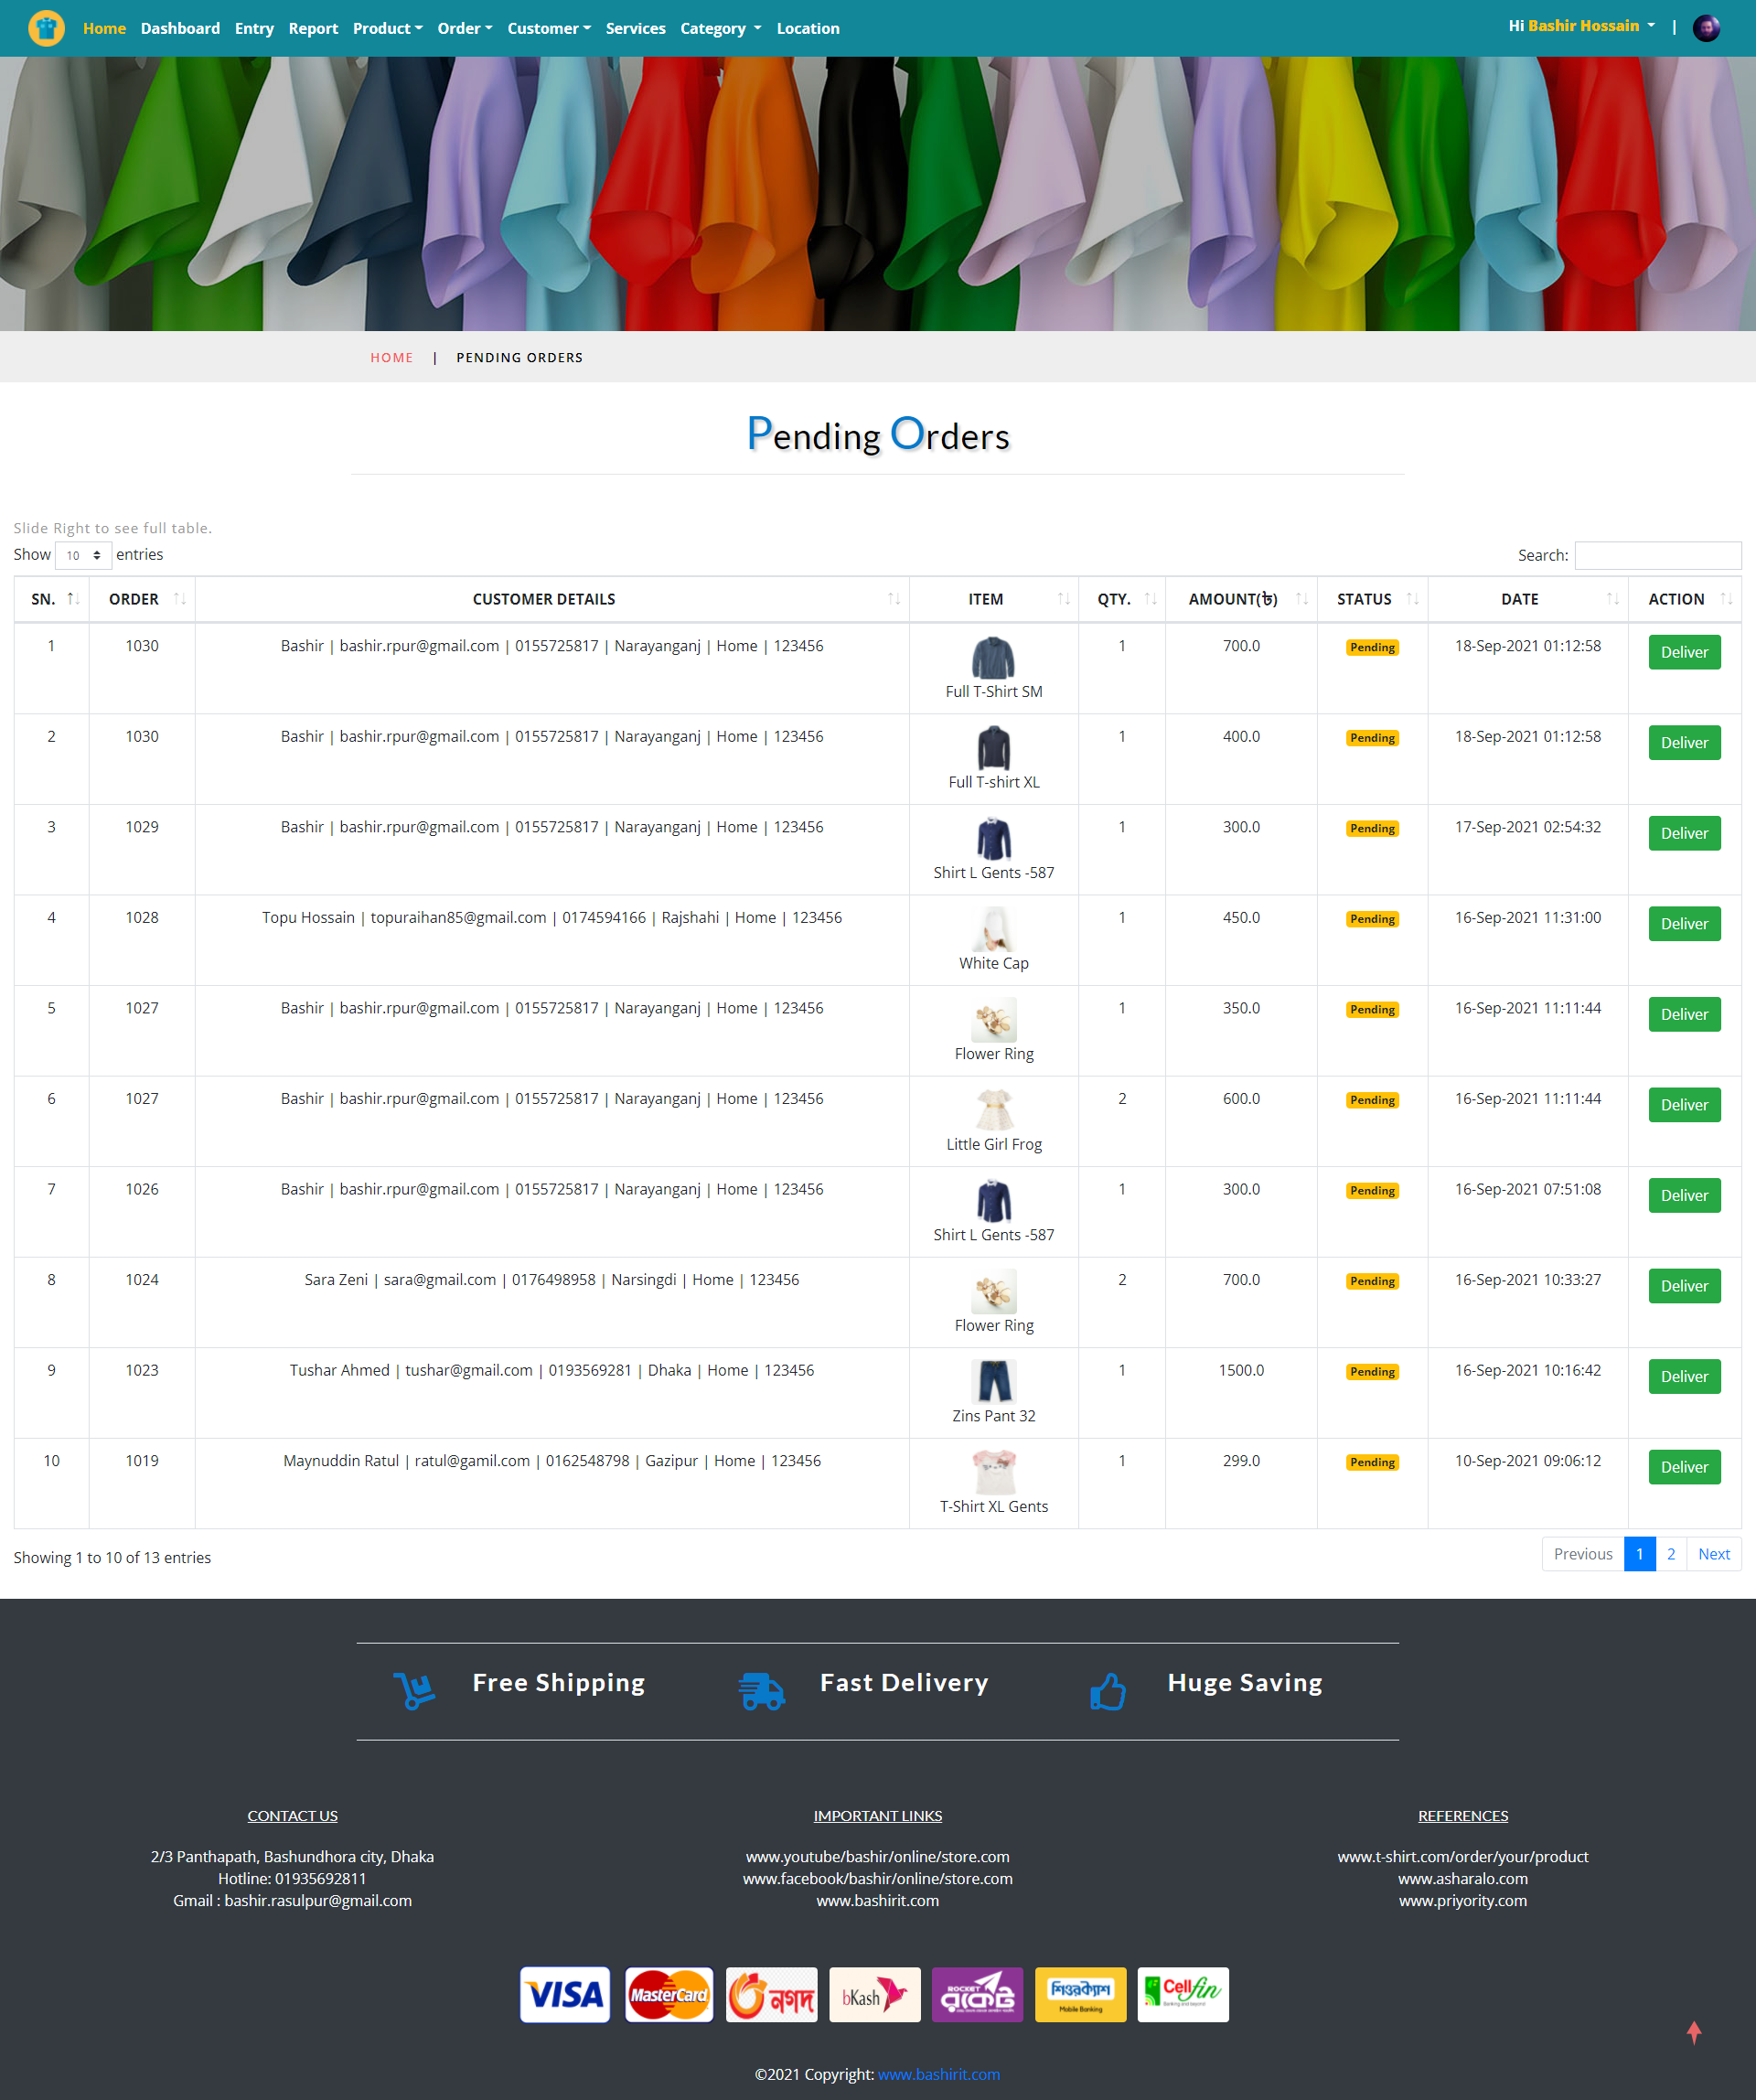 Home Dashboard Entry Report Product Order Customer Services Category Location Hi Bashir Hossain |
HOME | PENDING ORDERS
Pending Orders
Slide Right to see full table.
Show 10 entries Search:
SN. ORDER CUSTOMER DETAILS ITEM QTY. AMOUNT(৳) STATUS DATE ACTION
1 1030 Bashir | bashir.rpur@gmail.com | 0155725817 | Narayanganj | Home | 123456 1 700.0 Pending 18-Sep-2021 01:12:58 Deliver
Full T-Shirt SM
2 1030 Bashir | bashir.rpur@gmail.com | 0155725817 | Narayanganj | Home | 123456 1 400.0 Pending 18-Sep-2021 01:12:58 Deliver
Full T-shirt XL
3 1029 Bashir | bashir.rpur@gmail.com | 0155725817 | Narayanganj | Home | 123456 1 300.0 Pending 17-Sep-2021 02:54:32 Deliver
Shirt L Gents -587
4 1028 Topu Hossain | topuraihan85@gmail.com | 0174594166 | Rajshahi | Home | 123456 1 450.0 Pending 16-Sep-2021 11:31:00 Deliver
White Cap
5 1027 Bashir | bashir.rpur@gmail.com | 0155725817 | Narayanganj | Home | 123456 1 350.0 Pending 16-Sep-2021 11:11:44 Deliver
Flower Ring
6 1027 Bashir | bashir.rpur@gmail.com | 0155725817 | Narayanganj | Home | 123456 2 600.0 Pending 16-Sep-2021 11:11:44 Deliver
Little Girl Frog
7 1026 Bashir | bashir.rpur@gmail.com | 0155725817 | Narayanganj | Home | 123456 1 300.0 Pending 16-Sep-2021 07:51:08 Deliver
Shirt L Gents -587
8 1024 Sara Zeni | sara@gmail.com | 0176498958 | Narsingdi | Home | 123456 2 700.0 Pending 16-Sep-2021 10:33:27 Deliver
Flower Ring
9 1023 Tushar Ahmed | tushar@gmail.com | 0193569281 | Dhaka | Home | 123456 1 1500.0 Pending 16-Sep-2021 10:16:42 Deliver
Zins Pant 32
10 1019 Maynuddin Ratul | ratul@gamil.com | 0162548798 | Gazipur | Home | 123456 1 299.0 Pending 10-Sep-2021 09:06:12 Deliver
T-Shirt XL Gents
Showing 1 to 10 of 13 entries Previous 1 2 Next
Free Shipping Fast Delivery Huge Saving
CONTACT US
2/3 Panthapath, Bashundhora city, Dhaka
Hotline: 01935692811
Gmail : bashir.rasulpur@gmail.com
IMPORTANT LINKS
www.youtube/bashir/online/store.com
www.facebook/bashir/online/store.com
www.bashirit.com
REFERENCES
www.t-shirt.com/order/your/product
www.asharalo.com
www.priyority.com
VISA MasterCard নগদ bKash ROCKET রকেট শিওরক্যাশ Mobile Banking Cellfin
©2021 Copyright: www.bashirit.com